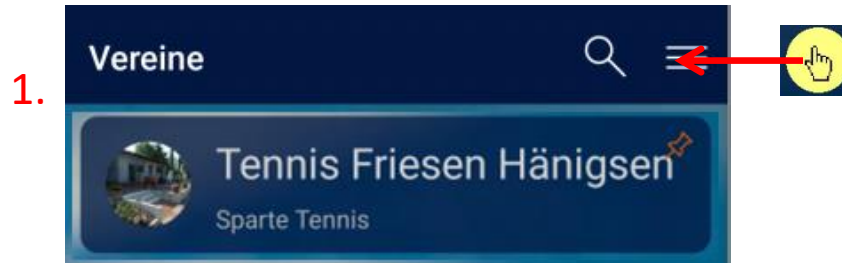 Vereine
1.
Tennis Friesen Hänigsen
Sparte Tennis